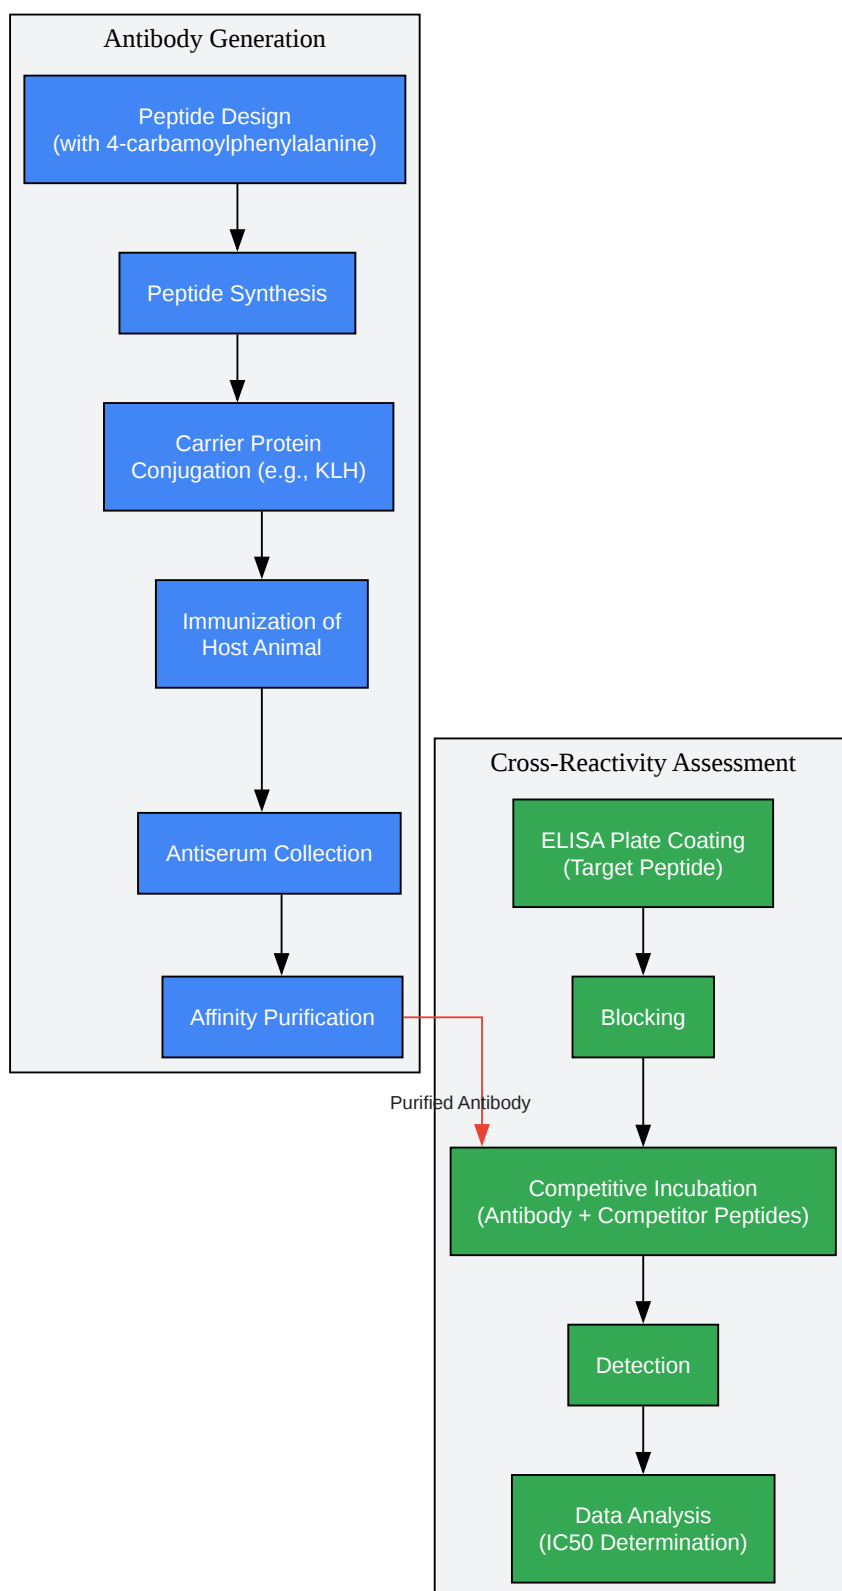 Antibody Generation
Peptide Design
(with 4-carbamoylphenylalanine)
Peptide Synthesis
Carrier Protein
Conjugation (e.g., KLH)
Immunization of
Host Animal
Antiserum Collection
Affinity Purification
Purified Antibody
Cross-Reactivity Assessment
ELISA Plate Coating
(Target Peptide)
Blocking
Competitive Incubation
(Antibody + Competitor Peptides)
Detection
Data Analysis
(IC50 Determination)